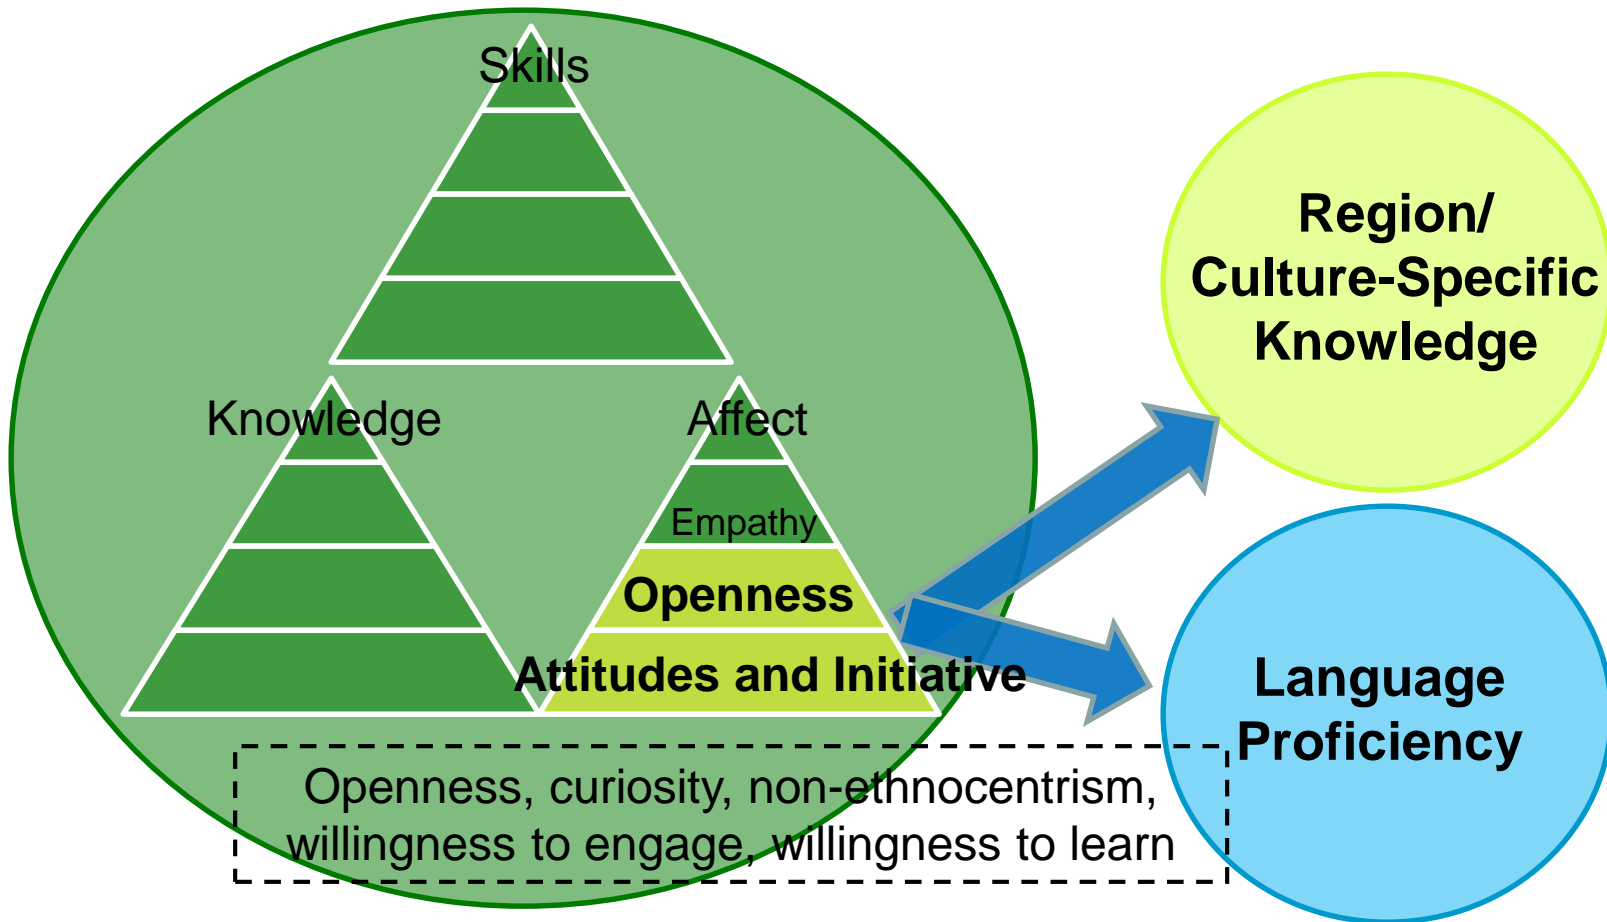 Skills
Knowledge
Affect
Empathy
Openness
Attitudes and Initiative
Openness, curiosity, non-ethnocentrism,
willingness to engage, willingness to learn
Region/
Culture-Specific
Knowledge
Language
Proficiency